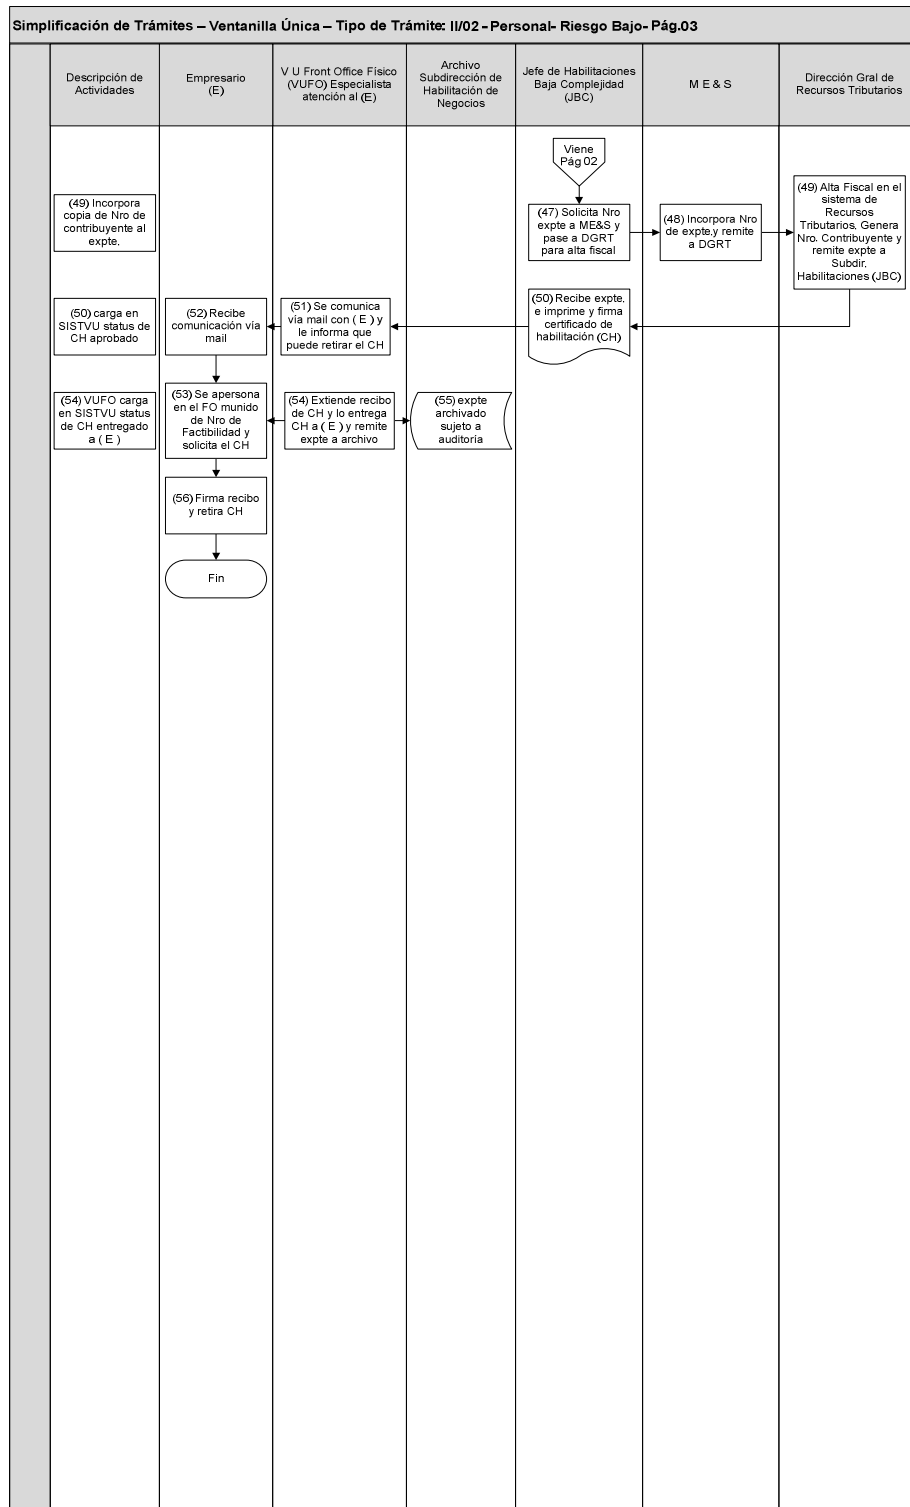 Simplificación de Trámites – Ventanilla Única – Tipo de Trámite: II/02 - Personal- Riesgo Bajo- Pág.03
Descripción de
Actividades
Empresario
(E)
V U Front Office Físico
(VUFO) Especialista
atención al (E)
Archivo
Subdirección de
Habilitación de
Negocios
Jefe de Habilitaciones
Baja Complejidad
(JBC)
M E & S
Dirección Gral de
Recursos Tributarios
Viene
Pág 02
(49) Incorpora
copia de Nro de
contribuyente al
expte.
(47) Solicita Nro
expte a ME&S y
pase a DGRT
para alta fiscal
(48) Incorpora Nro
de expte.y remite
a DGRT
(49) Alta Fiscal en el
sistema de
Recursos
Tributarios, Genera
Nro. Contribuyente y
remite expte a
Subdir.
Habilitaciones (JBC)
(50) carga en
SISTVU status de
CH aprobado
(52) Recibe
comunicación vía
mail
(51) Se comunica
vía mail con ( E ) y
le informa que
puede retirar el CH
(50) Recibe expte.
e imprime y firma
certificado de
habilitación (CH)
(54) VUFO carga
en SISTVU status
de CH entregado
a ( E )
(53) Se apersona
en el FO munido
de Nro de
Factibilidad y
solicita el CH
(54) Extiende recibo
de CH y lo entrega
CH a ( E ) y remite
expte a archivo
(55) expte
archivado
sujeto a
auditoría
(56) Firma recibo
y retira CH
Fin